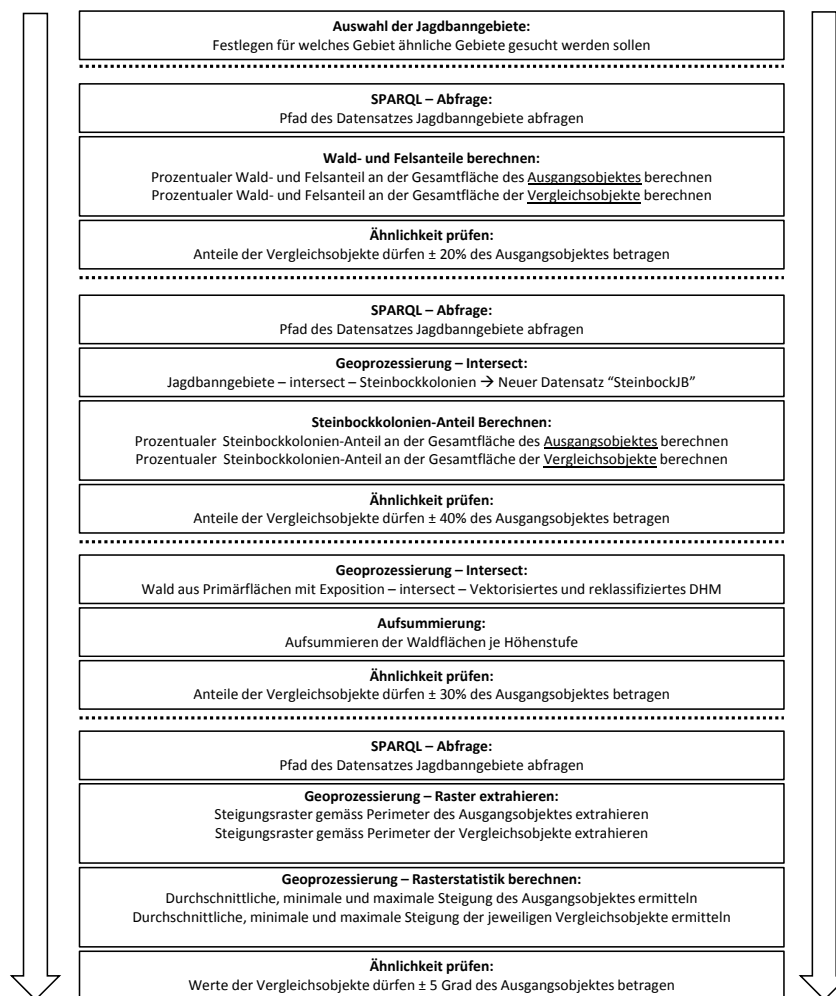 Auswahl der Jagdbanngebiete:
Festlegen für welches Gebiet ähnliche Gebiete gesucht werden sollen
SPARQL – Abfrage:
Pfad des Datensatzes Jagdbanngebiete abfragen
Wald- und Felsanteile berechnen:
Prozentualer Wald- und Felsanteil an der Gesamtfläche des Ausgangsobjektes berechnen
Prozentualer Wald- und Felsanteil an der Gesamtfläche der Vergleichsobjekte berechnen
Ähnlichkeit prüfen:
Anteile der Vergleichsobjekte dürfen ± 20% des Ausgangsobjektes betragen
SPARQL – Abfrage:
Pfad des Datensatzes Jagdbanngebiete abfragen
Geoprozessierung – Intersect:
Jagdbanngebiete – intersect – Steinbockkolonien → Neuer Datensatz "SteinbockJB"
Steinbockkolonien-Anteil Berechnen:
Prozentualer Steinbockkolonien-Anteil an der Gesamtfläche des Ausgangsobjektes berechnen
Prozentualer Steinbockkolonien-Anteil an der Gesamtfläche der Vergleichsobjekte berechnen
Ähnlichkeit prüfen:
Anteile der Vergleichsobjekte dürfen ± 40% des Ausgangsobjektes betragen
Geoprozessierung – Intersect:
Wald aus Primärflächen mit Exposition – intersect – Vektorisiertes und reklassifiziertes DHM
Aufsummierung:
Aufsummieren der Waldflächen je Höhenstufe
Ähnlichkeit prüfen:
Anteile der Vergleichsobjekte dürfen ± 30% des Ausgangsobjektes betragen
SPARQL – Abfrage:
Pfad des Datensatzes Jagdbanngebiete abfragen
Geoprozessierung – Raster extrahieren:
Steigungsraster gemäss Perimeter des Ausgangsobjektes extrahieren
Steigungsraster gemäss Perimeter der Vergleichsobjekte extrahieren
Geoprozessierung – Rasterstatistik berechnen:
Durchschnittliche, minimale und maximale Steigung des Ausgangsobjektes ermitteln
Durchschnittliche, minimale und maximale Steigung der jeweiligen Vergleichsobjekte ermitteln
Ähnlichkeit prüfen:
Werte der Vergleichsobjekte dürfen ± 5 Grad des Ausgangsobjektes betragen